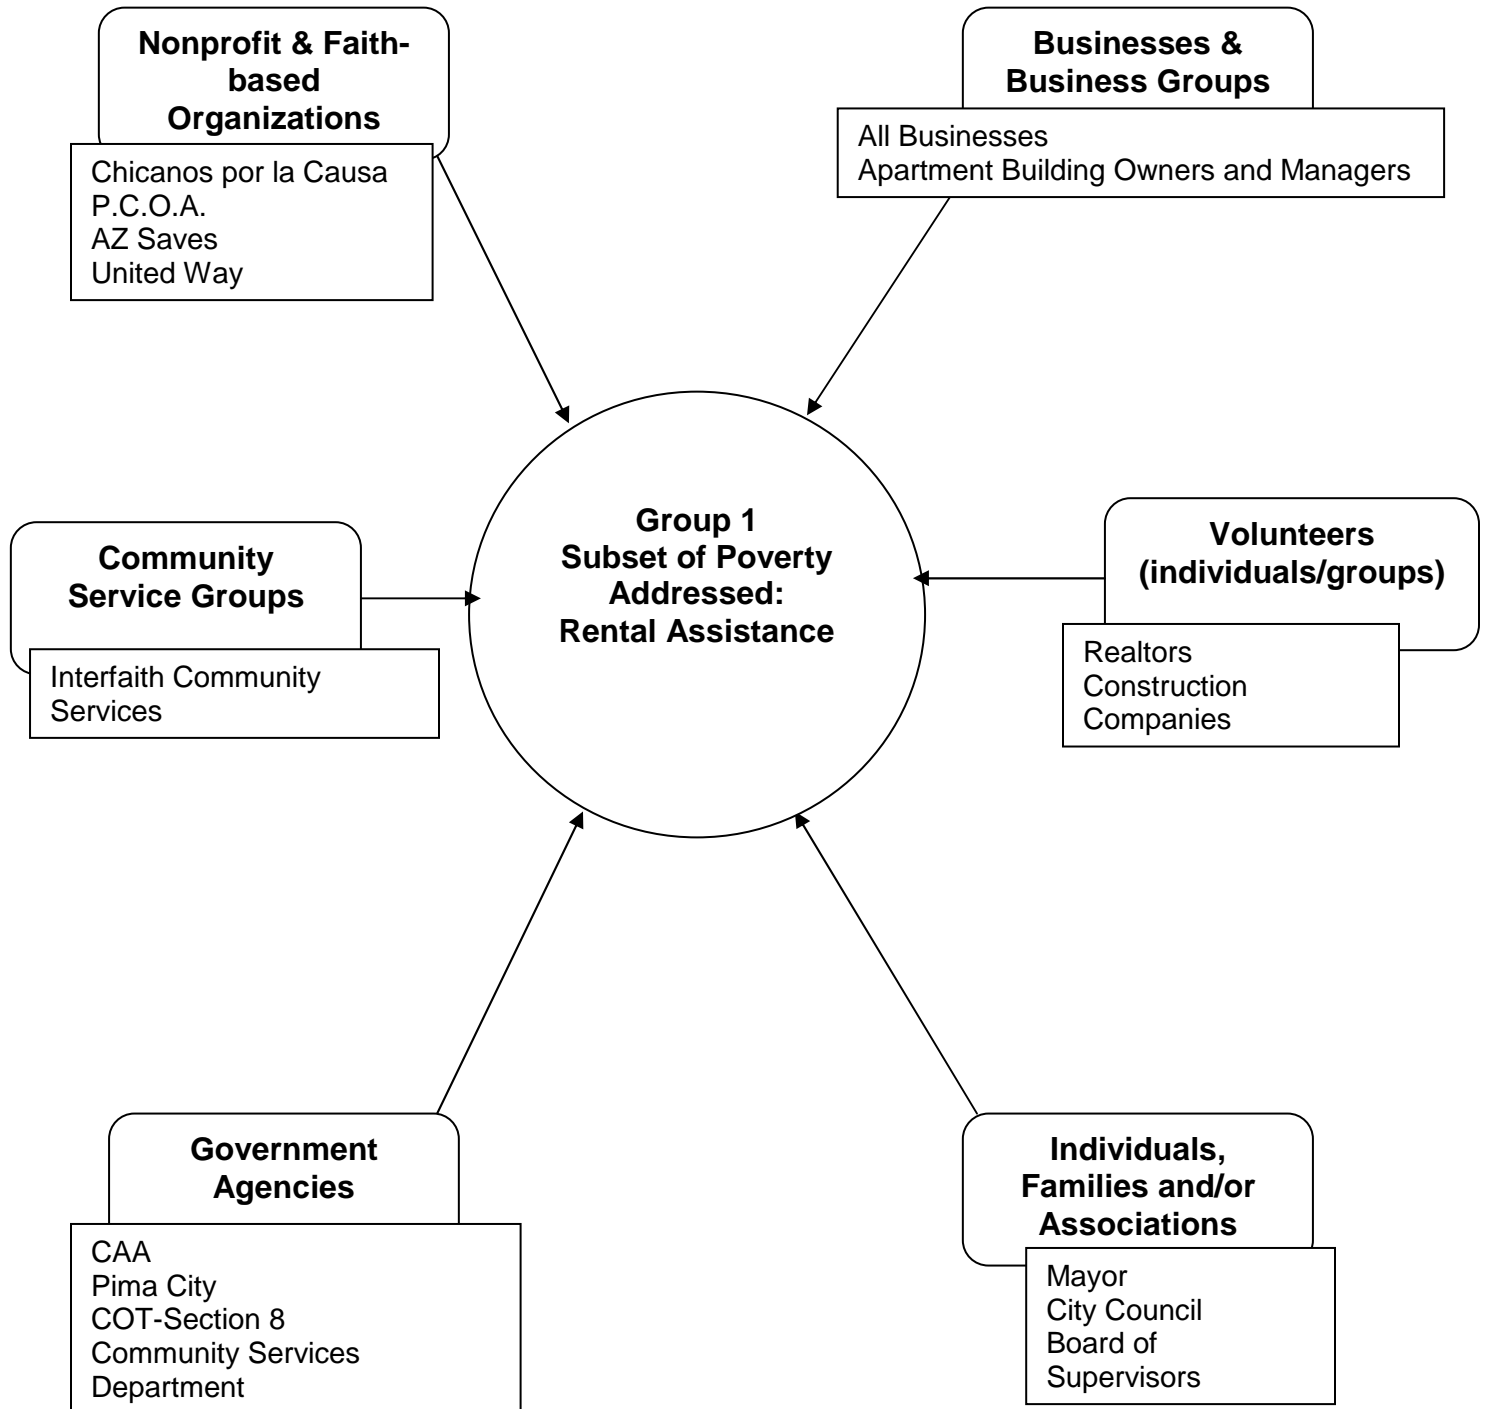 Nonprofit & Faith-
based
Organizations
Chicanos por la Causa
P.C.O.A.
AZ Saves
United Way
Businesses &
Business Groups
All Businesses
Apartment Building Owners and Managers
Community
Service Groups
Interfaith Community
Services
Group 1
Subset of Poverty
Addressed:
Rental Assistance
Volunteers
(individuals/groups)
Realtors
Construction
Companies
Government
Agencies
CAA
Pima City
COT-Section 8
Community Services
Department
Individuals,
Families and/or
Associations
Mayor
City Council
Board of
Supervisors